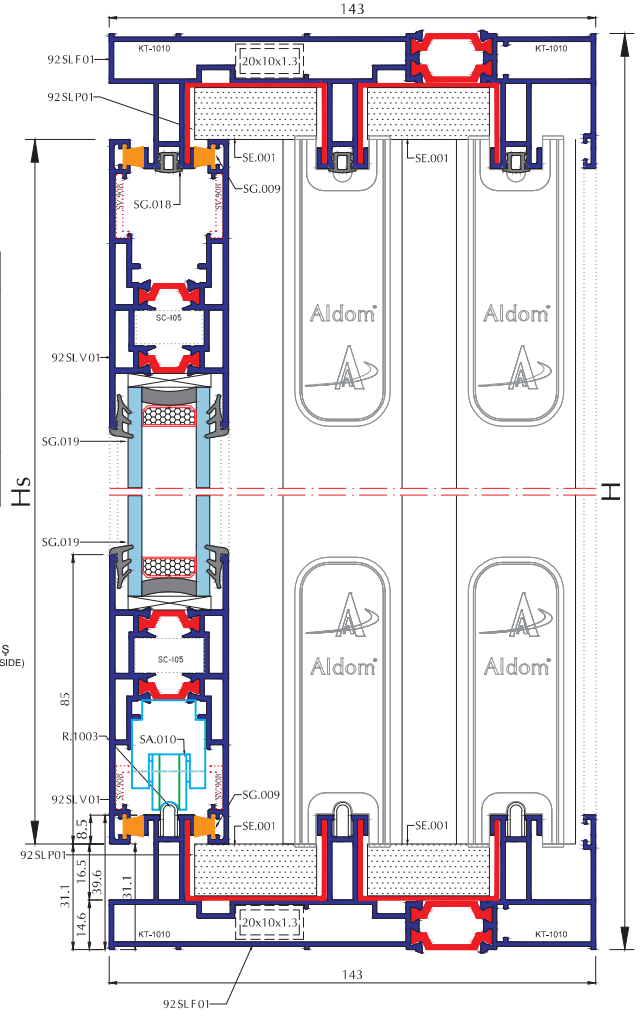 143
KT-1010
KT-1010
92SLF01
20x10x1.3
92SLP01
SE.001
SE.001
SG.009
SG.018
SC-I05
Aldom
Aldom
92SLV01
SG.019
Hs
H
SG.019
Ş
SIDE)
SC-I05
Aldom
Aldom
85
R.1003
SA.010
92SLV01
SG.009
8.5
SE.001
SE.001
92SLP01
16.5
39.6
31.1
31.1
14.6
20x10x1.3
KT-1010
KT-1010
143
92SLF01